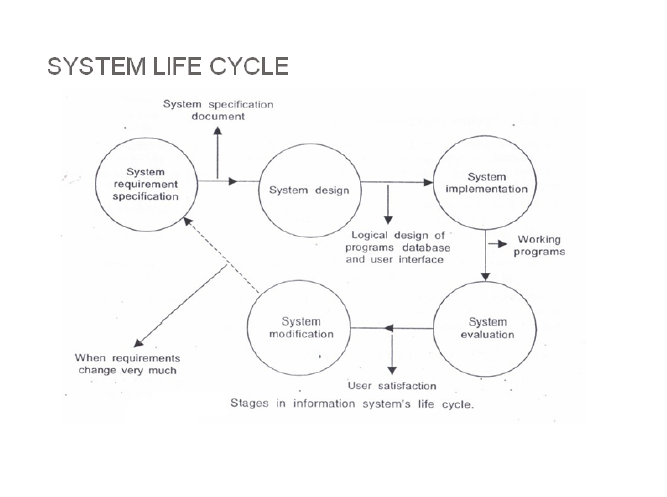 SYSTEM LIFE CYCLE
System specification
document
System
requirement
specification
System design
System
implementation
Logical design of
programs database
and user interface
Working
programs
System
modification
System
evaluation
When requirements
change very much
User satisfaction
Stages in information system's life cycle.